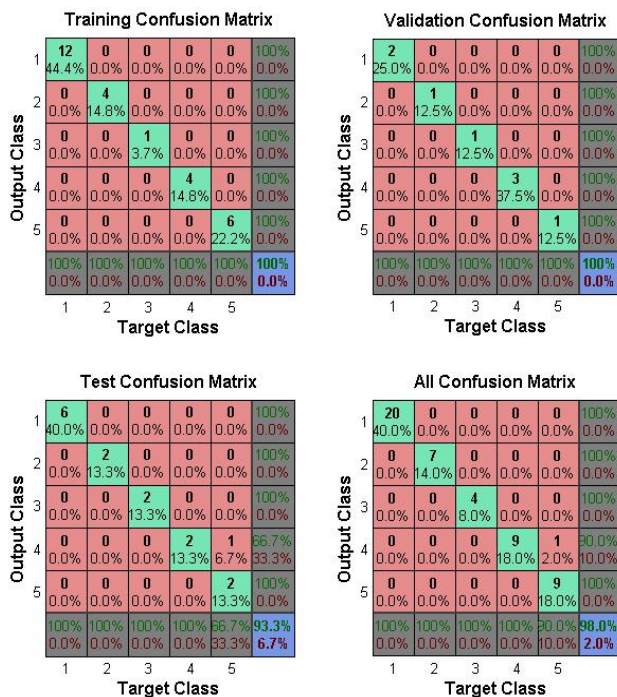 Training Confusion Matrix
1 12 0 0 0 0 100%
44.4% 0.0% 0.0% 0.0% 0.0% 0.0%
2 0 4 0 0 0 100%
0.0% 14.8% 0.0% 0.0% 0.0% 0.0%
3 0 0 1 0 0 100%
0.0% 0.0% 3.7% 0.0% 0.0% 0.0%
4 0 0 0 4 0 100%
0.0% 0.0% 0.0% 14.8% 0.0% 0.0%
5 0 0 0 0 6 100%
0.0% 0.0% 0.0% 0.0% 22.2% 0.0%
100% 100% 100% 100% 100% 100%
0.0% 0.0% 0.0% 0.0% 0.0% 0.0%
1 2 3 4 5
Target Class
Output Class
Validation Confusion Matrix
1 2 0 0 0 0 100%
25.0% 0.0% 0.0% 0.0% 0.0% 0.0%
2 0 1 0 0 0 100%
0.0% 12.5% 0.0% 0.0% 0.0% 0.0%
3 0 0 1 0 0 100%
0.0% 0.0% 12.5% 0.0% 0.0% 0.0%
4 0 0 0 3 0 100%
0.0% 0.0% 0.0% 37.5% 0.0% 0.0%
5 0 0 0 0 1 100%
0.0% 0.0% 0.0% 0.0% 12.5% 0.0%
100% 100% 100% 100% 100% 100%
0.0% 0.0% 0.0% 0.0% 0.0% 0.0%
1 2 3 4 5
Target Class
Output Class
Test Confusion Matrix
1 6 0 0 0 0 100%
40.0% 0.0% 0.0% 0.0% 0.0% 0.0%
2 0 2 0 0 0 100%
0.0% 13.3% 0.0% 0.0% 0.0% 0.0%
3 0 0 2 0 0 100%
0.0% 0.0% 13.3% 0.0% 0.0% 0.0%
4 0 0 0 2 1 66.7%
0.0% 0.0% 0.0% 13.3% 6.7% 33.3%
5 0 0 0 0 2 100%
0.0% 0.0% 0.0% 0.0% 13.3% 0.0%
100% 100% 100% 100% 66.7% 93.3%
0.0% 0.0% 0.0% 0.0% 33.3% 6.7%
1 2 3 4 5
Target Class
Output Class
All Confusion Matrix
1 20 0 0 0 0 100%
40.0% 0.0% 0.0% 0.0% 0.0% 0.0%
2 0 7 0 0 0 100%
0.0% 14.0% 0.0% 0.0% 0.0% 0.0%
3 0 0 4 0 0 100%
0.0% 0.0% 8.0% 0.0% 0.0% 0.0%
4 0 0 0 9 1 90.0%
0.0% 0.0% 0.0% 18.0% 2.0% 10.0%
5 0 0 0 0 9 100%
0.0% 0.0% 0.0% 0.0% 18.0% 0.0%
100% 100% 100% 100% 90.0% 98.0%
0.0% 0.0% 0.0% 0.0% 10.0% 2.0%
1 2 3 4 5
Target Class
Output Class